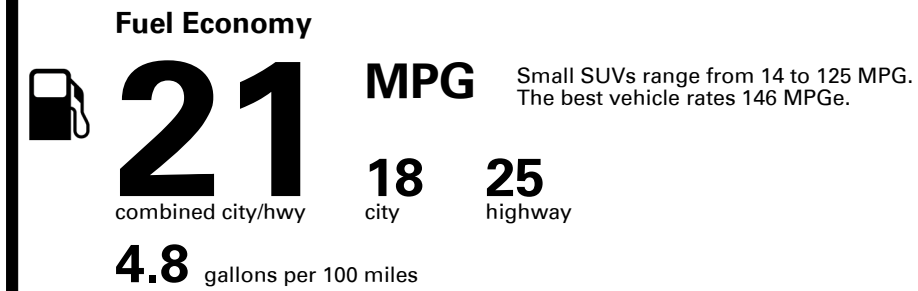 Fuel Economy
21 MPG
Small SUVs range from 14 to 125 MPG.
The best vehicle rates 146 MPGe.
18 25
combined city/hwy city highway
4.8 gallons per 100 miles